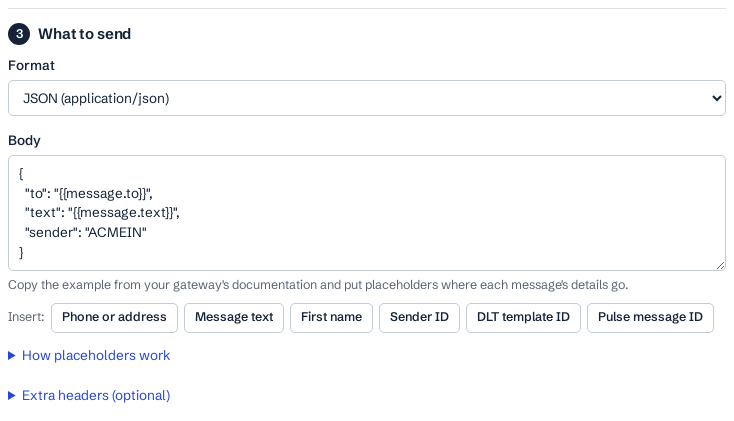 3 What to send
Format
JSON (application/json)
Body
{
"to": "{{message.to}}",
"text": "{{message.text}}",
"sender": "ACMEIN"
}
Copy the example from your gateway's documentation and put placeholders where each message's details go.
Insert: Phone or address Message text First name Sender ID DLT template ID Pulse message ID
How placeholders work
Extra headers (optional)